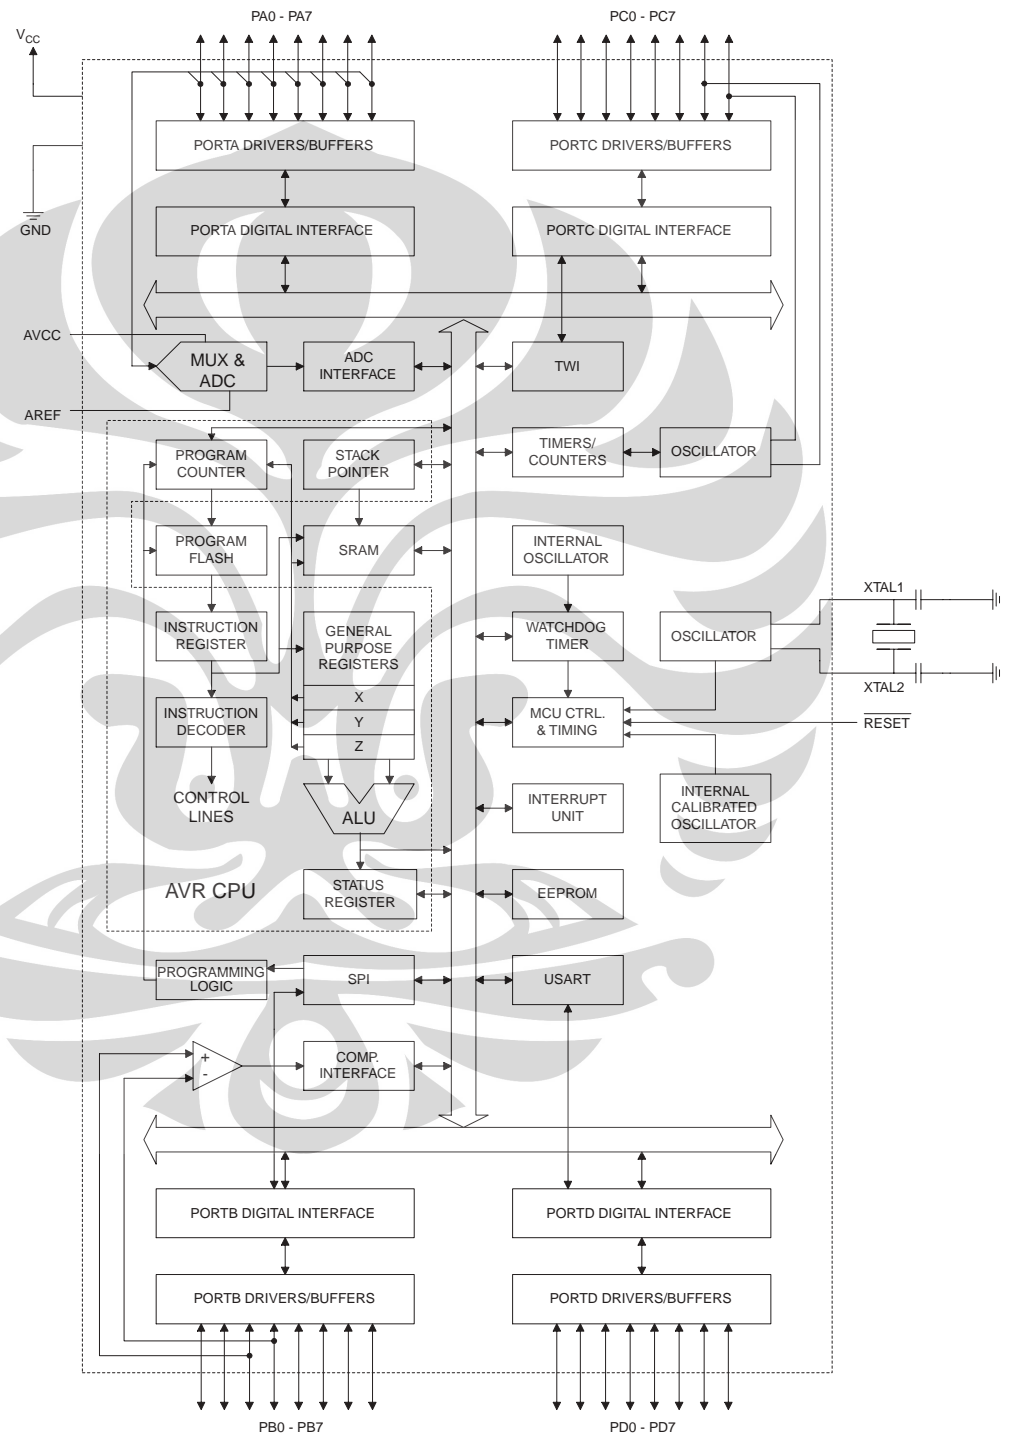 PA0 - PA7
PC0 - PC7
VCC
PORTA DRIVERS/BUFFERS
PORTC DRIVERS/BUFFERS
GND
PORTA DIGITAL INTERFACE
PORTC DIGITAL INTERFACE
AVCC
MUX &
ADC
ADC
INTERFACE
TWI
AREF
PROGRAM
COUNTER
STACK
POINTER
TIMERS/
COUNTERS
OSCILLATOR
PROGRAM
FLASH
SRAM
INTERNAL
OSCILLATOR
XTAL1
INSTRUCTION
REGISTER
GENERAL
PURPOSE
REGISTERS
WATCHDOG
TIMER
OSCILLATOR
XTAL2
X
Y
Z
INSTRUCTION
DECODER
MCU CTRL.
& TIMING
RESET
CONTROL
LINES
ALU
INTERRUPT
UNIT
INTERNAL
CALIBRATED
OSCILLATOR
AVR CPU
STATUS
REGISTER
EEPROM
PROGRAMMING
LOGIC
SPI
USART
+
-
COMP.
INTERFACE
PORTB DIGITAL INTERFACE
PORTD DIGITAL INTERFACE
PORTB DRIVERS/BUFFERS
PORTD DRIVERS/BUFFERS
PB0 - PB7
PD0 - PD7